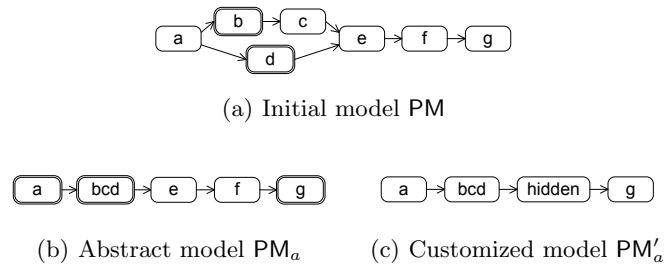 b c
a e f g
d
(a) Initial model PM
a bcd e f g a bcd hidden g
(b) Abstract model PMₐ (c) Customized model PM′ₐ